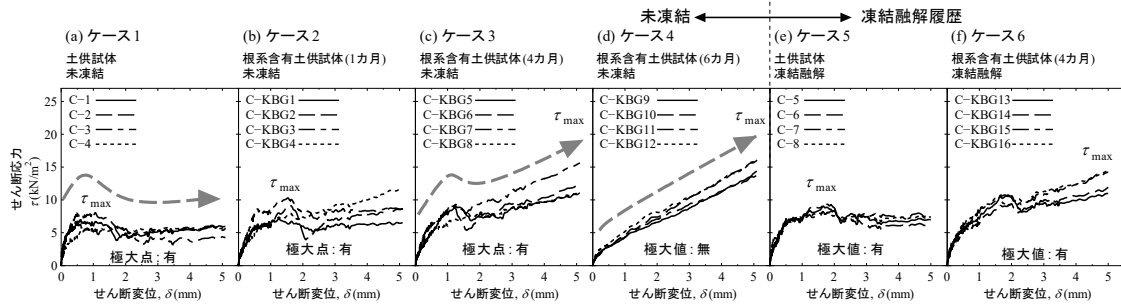 未凍結 凍結融解履歴
(a) ケース1
土供試体
未凍結
(b) ケース2
根系含有土供試体(1カ月)
未凍結
(c) ケース3
根系含有土供試体(4カ月)
未凍結
(d) ケース4
根系含有土供試体(6カ月)
未凍結
(e) ケース5
土供試体
凍結融解
(f) ケース6
根系含有土供試体(4カ月)
凍結融解
せん断応力
τ(kN/m²)
25
20
15
10
5
0
C-1
C-2
C-3
C-4
τmax
極大点:有
0 1 2 3 4 5
せん断変位, δ(mm)
C-KBG1
C-KBG2
C-KBG3
C-KBG4
τmax
極大点:有
0 1 2 3 4 5
せん断変位, δ(mm)
C-KBG5
C-KBG6
C-KBG7
C-KBG8
τmax
極大点:有
0 1 2 3 4 5
せん断変位, δ(mm)
C-KBG9
C-KBG10
C-KBG11
C-KBG12
τmax
極大値:無
0 1 2 3 4 5
せん断変位, δ(mm)
C-5
C-6
C-7
C-8
τmax
極大値:有
0 1 2 3 4 5
せん断変位, δ(mm)
C-KBG13
C-KBG14
C-KBG15
C-KBG16
τmax
極大値:有
0 1 2 3 4 5
せん断変位, δ(mm)